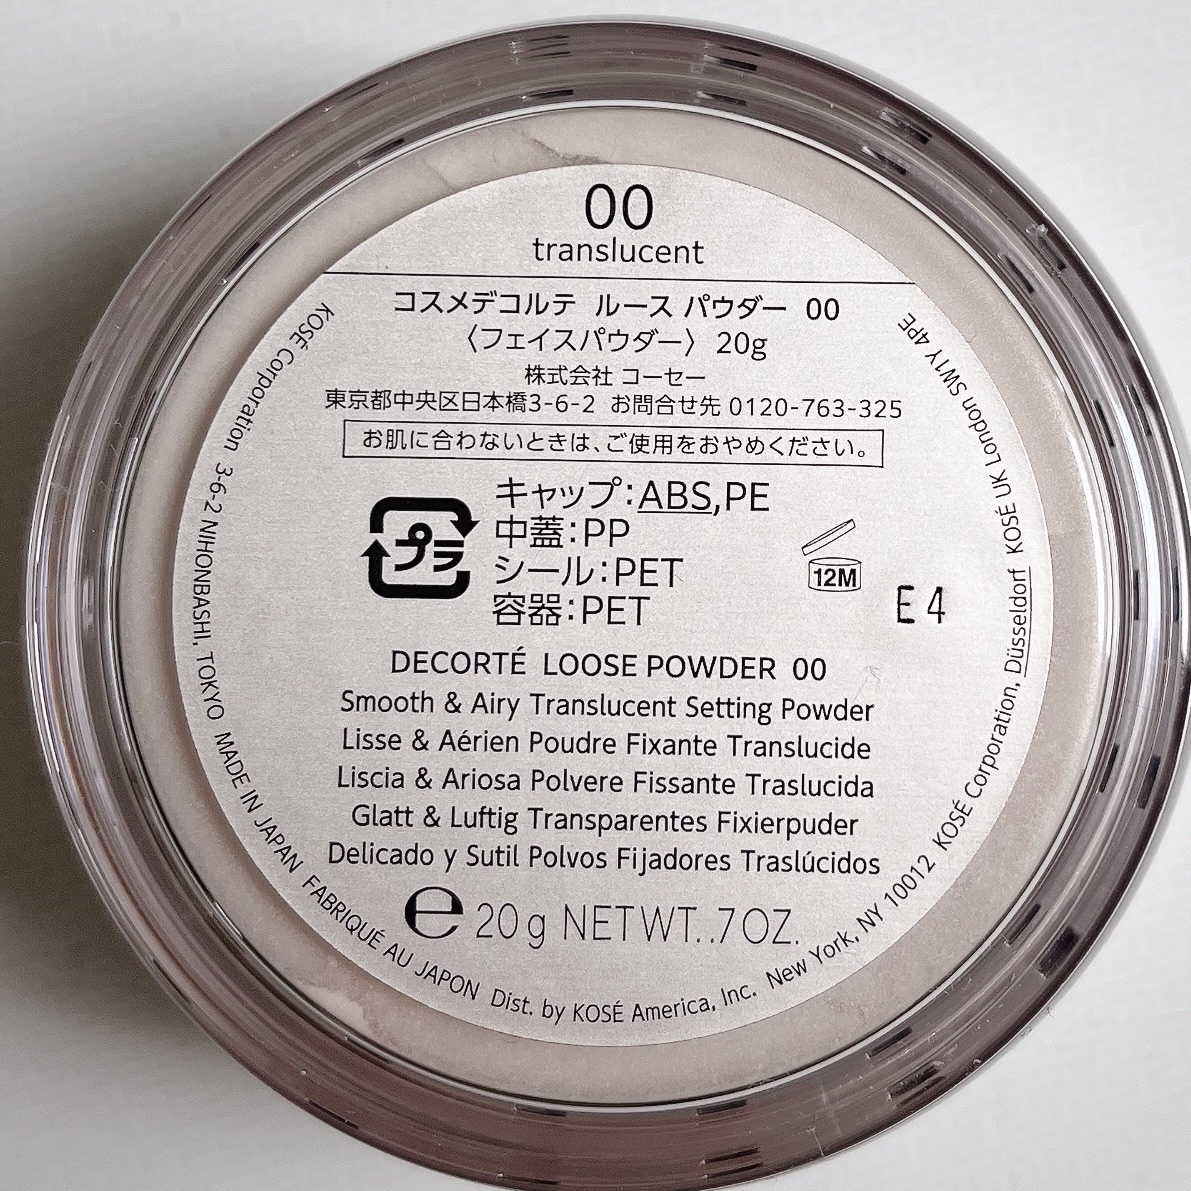 00
translucent
コスメデコルテ ルース パウダー 00
〈フェイスパウダー〉 20g
株式会社 コーセー
東京都中央区日本橋3-6-2 お問合せ先 0120-763-325
お肌に合わないときは、ご使用をおやめください。
プラ
キャップ:ABS,PE
中蓋:PP
シール:PET
容器:PET
12M
E4
DECORTÉ LOOSE POWDER 00
Smooth & Airy Translucent Setting Powder
Lisse & Aérien Poudre Fixante Translucide
Liscia & Ariosa Polvere Fissante Traslucida
Glatt & Luftig Transparentes Fixierpuder
Delicado y Sutil Polvos Fijadores Traslúcidos
e 20g NET WT. .7 OZ.
KOSÉ Corporation 3-6-2 NIHONBASHI, TOKYO MADE IN JAPAN FABRIQUÉ AU JAPON Dist. by KOSÉ America, Inc. New York, NY 10012 KOSÉ Corporation, Düsseldorf KOSÉ UK London SW1Y 4PE